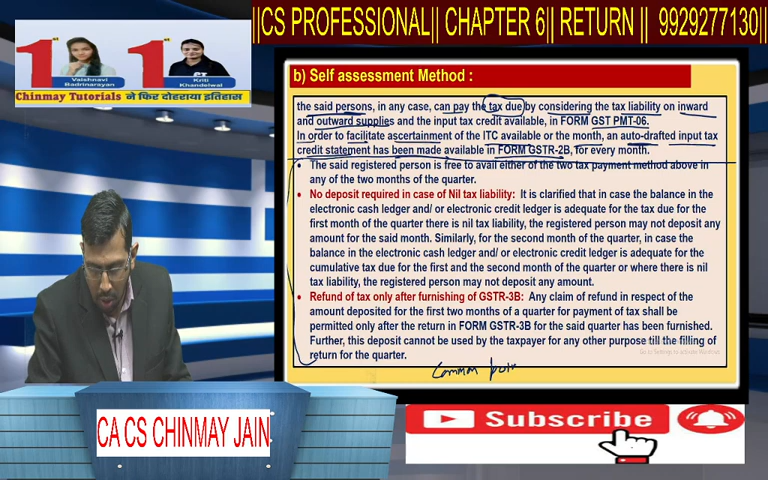 ||CS PROFESSIONAL|| CHAPTER 6|| RETURN || 9929277130||
1st
1st
Vaishnavi
Badrinarayan
Kriti
Khandelwal
Chinmay Tutorials ने फिर दोहराया इतिहास
b) Self assessment Method :
the said persons, in any case, can pay the tax due by considering the tax liability on inward
and outward supplies and the input tax credit available, in FORM GST PMT-06.
In order to facilitate ascertainment of the ITC available or the month, an auto-drafted input tax
credit statement has been made available in FORM GSTR-2B, for every month.
• The said registered person is free to avail either of the two tax payment method above in
any of the two months of the quarter.
• No deposit required in case of Nil tax liability: It is clarified that in case the balance in the
electronic cash ledger and/ or electronic credit ledger is adequate for the tax due for the
first month of the quarter there is nil tax liability, the registered person may not deposit any
amount for the said month. Similarly, for the second month of the quarter, in case the
balance in the electronic cash ledger and/ or electronic credit ledger is adequate for the
cumulative tax due for the first and the second month of the quarter or where there is nil
tax liability, the registered person may not deposit any amount.
• Refund of tax only after furnishing of GSTR-3B: Any claim of refund in respect of the
amount deposited for the first two months of a quarter for payment of tax shall be
permitted only after the return in FORM GSTR-3B for the said quarter has been furnished.
Further, this deposit cannot be used by the taxpayer for any other purpose till the filling of
return for the quarter.
Go to Settings to activate Windows
Common poin
CA CS CHINMAY JAIN
Subscribe